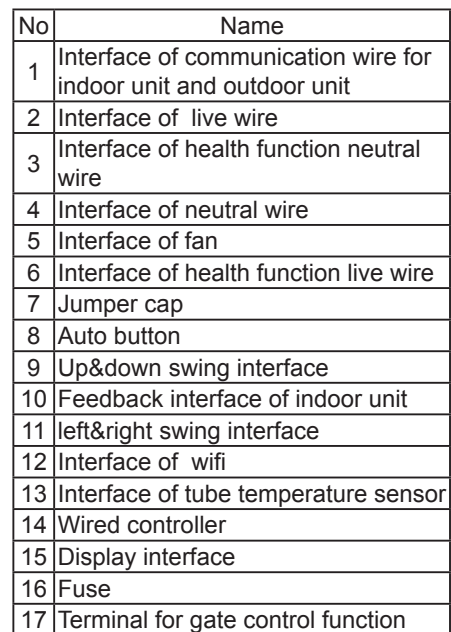 No Name
1 Interface of communication wire for
indoor unit and outdoor unit
2 Interface of live wire
3 Interface of health function neutral
wire
4 Interface of neutral wire
5 Interface of fan
6 Interface of health function live wire
7 Jumper cap
8 Auto button
9 Up&down swing interface
10 Feedback interface of indoor unit
11 left&right swing interface
12 Interface of wifi
13 Interface of tube temperature sensor
14 Wired controller
15 Display interface
16 Fuse
17 Terminal for gate control function